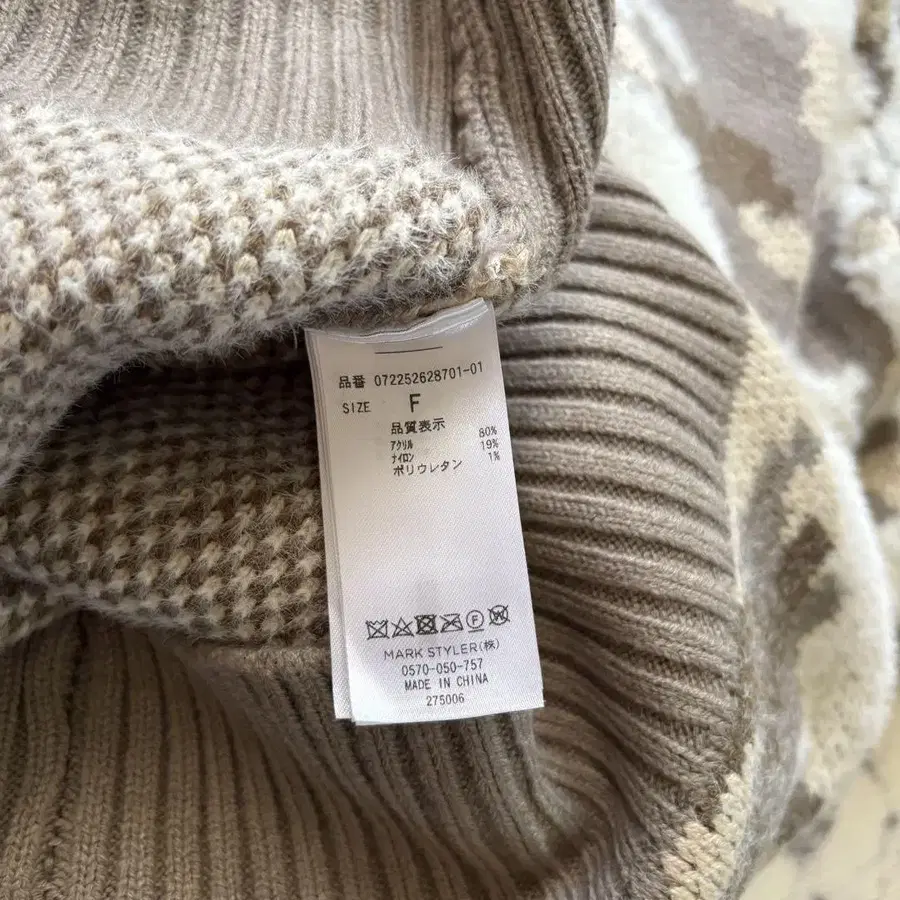 品番 072252628701-01
SIZE F
品質表示
アクリル 80%
ナイロン 19%
ポリウレタン 1%
F
MARK STYLER(株)
0570-050-757
MADE IN CHINA
275006